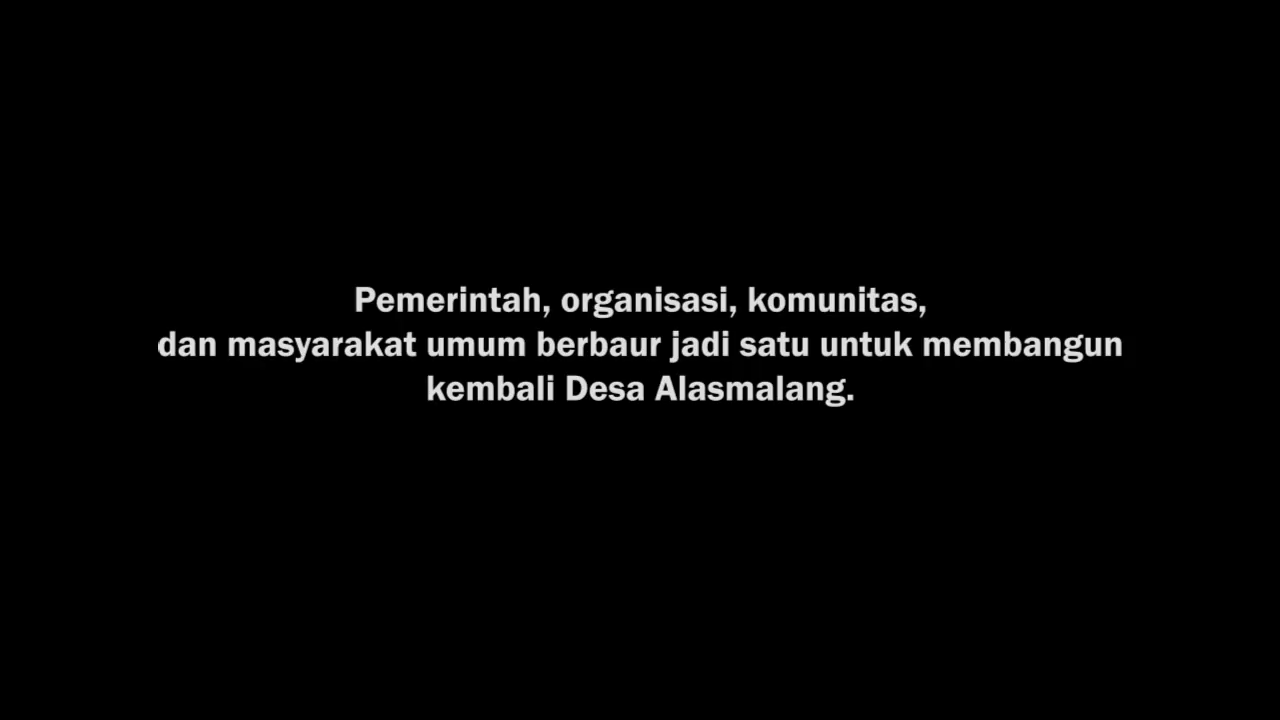 Pemerintah, organisasi, komunitas,
dan masyarakat umum berbaur jadi satu untuk membangun
kembali Desa Alasmalang.